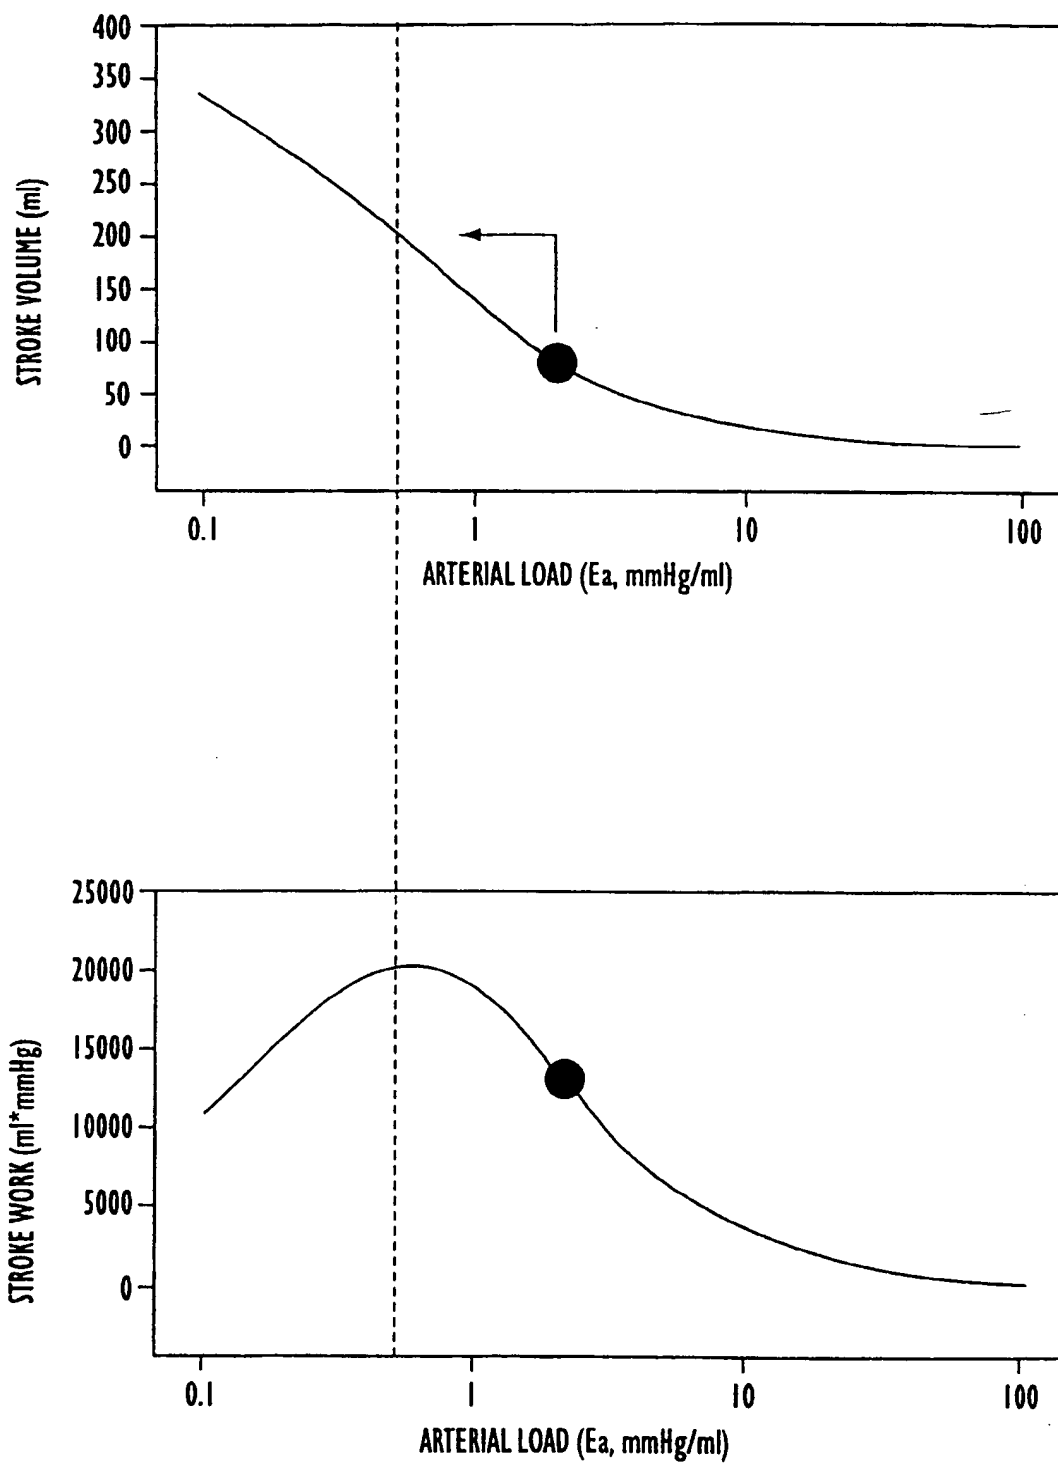 400
350
300
250
200
150
100
50
0
STROKE VOLUME (ml)
0.1 1 10 100
ARTERIAL LOAD (Ea, mmHg/ml)
25000
20000
15000
10000
5000
0
STROKE WORK (ml*mmHg)
0.1 1 10 100
ARTERIAL LOAD (Ea, mmHg/ml)